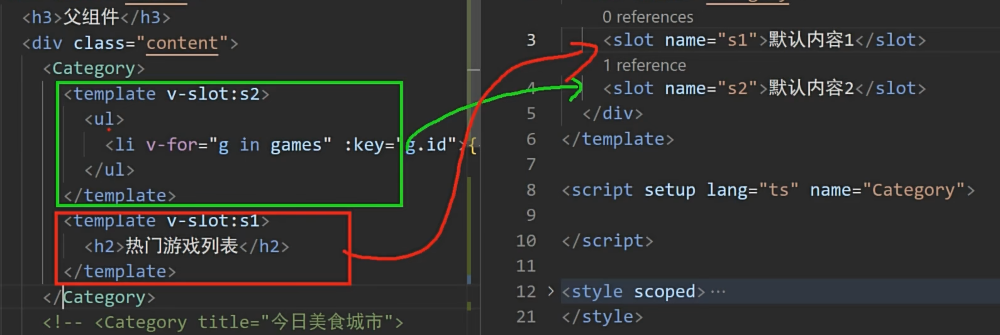 <h3>父组件</h3>
<div class="content">
<Category>
<template v-slot:s2>
<ul>
<li v-for="g in games" :key="g.id">{
</ul>
</template>
<template v-slot:s1>
<h2>热门游戏列表</h2>
</template>
</Category>
<!-- <Category title="今日美食城市">
0 references
3 <slot name="s1">默认内容1</slot>
1 reference
4 <slot name="s2">默认内容2</slot>
5 </div>
6 </template>
7
8 <script setup lang="ts" name="Category">
9
10 </script>
11
12 > <style scoped>···
21 </style>